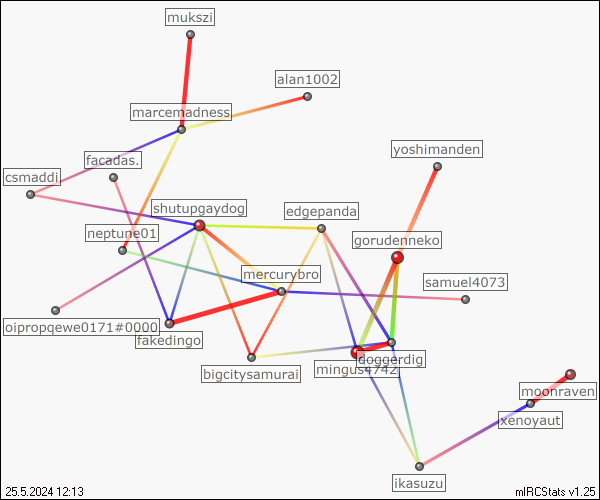 mukszi
alan1002
marcemadness
yoshimanden
facadas.
csmaddi
shutupgaydog
edgepanda
neptune01
gorudenneko
mercurybro
samuel4073
oipropqewe0171#0000
fakedingo
doggerdig
bigcitysamurai
mingus4742
moonraven
xenoyaut
ikasuzu
25.5.2024 12:13
mIRCStats v1.25